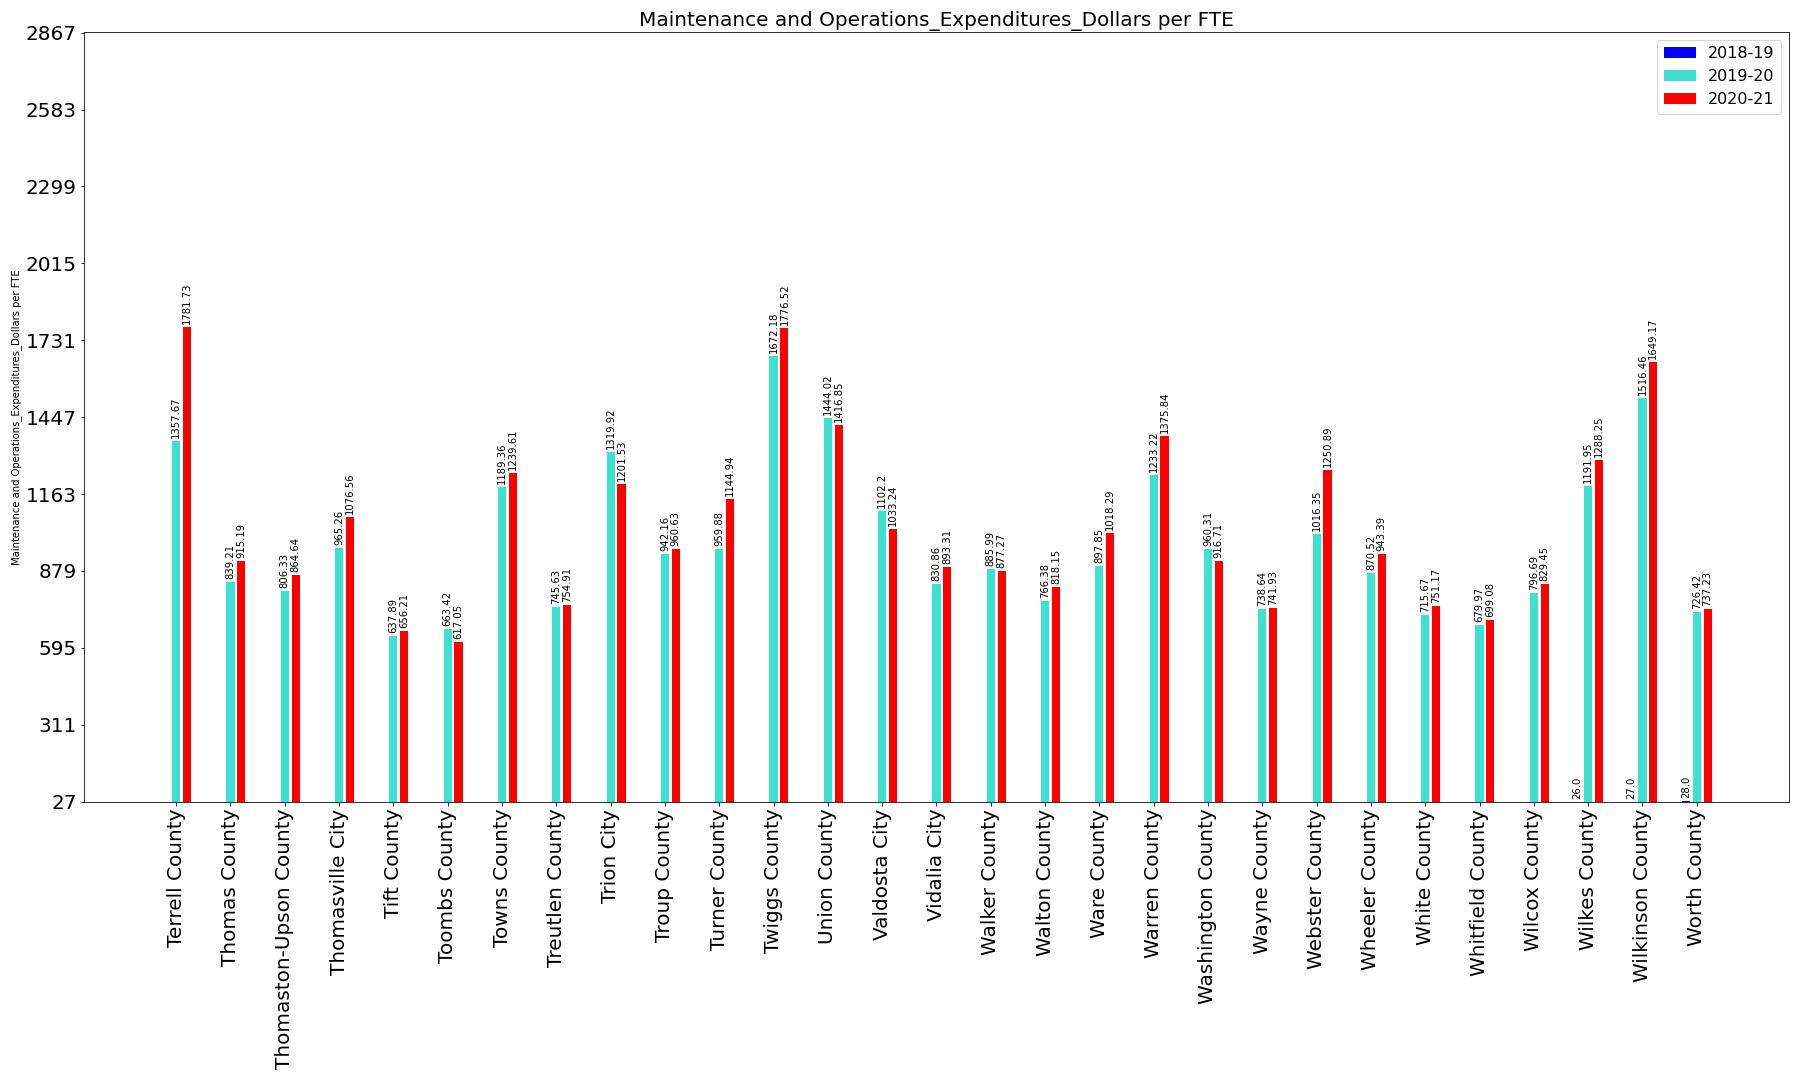 Maintenance and Operations_Expenditures_Dollars per FTE
2018-19
2019-20
2020-21
Maintenance and Operations_Expenditures_Dollars per FTE
2867
2583
2299
2015
1731
1447
1163
879
595
311
27
1357.67
1781.73
839.21
915.19
806.33
864.64
965.26
1076.56
637.89
656.21
663.42
617.05
1189.36
1239.61
745.63
754.91
1319.92
1201.53
942.16
960.63
959.88
1144.94
1672.18
1776.52
1444.02
1416.85
1102.2
1033.24
830.86
893.31
885.99
877.27
766.38
818.15
897.85
1018.29
1233.22
1375.84
960.31
916.71
738.64
741.93
1016.35
1250.89
870.52
943.39
715.67
751.17
679.97
699.08
796.69
829.45
26.0
1191.95
1288.25
27.0
1516.46
1649.17
28.0
726.42
737.23
Terrell County
Thomas County
Thomaston-Upson County
Thomasville City
Tift County
Toombs County
Towns County
Treutlen County
Trion City
Troup County
Turner County
Twiggs County
Union County
Valdosta City
Vidalia City
Walker County
Walton County
Ware County
Warren County
Washington County
Wayne County
Webster County
Wheeler County
White County
Whitfield County
Wilcox County
Wilkes County
Wilkinson County
Worth County